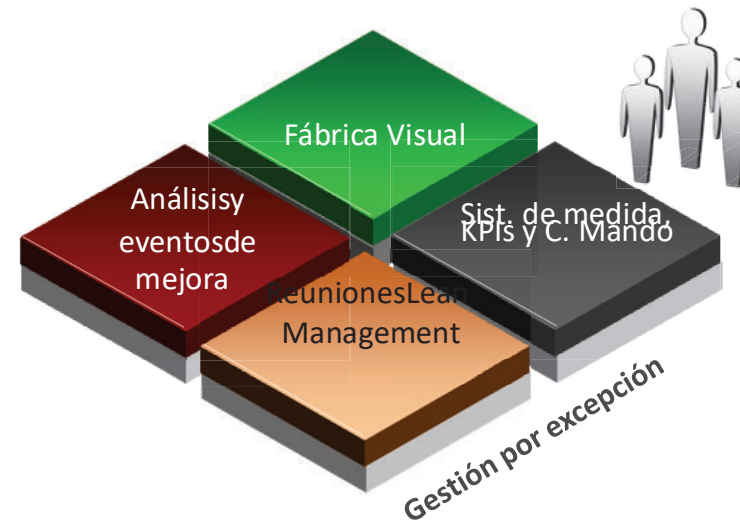 Fábrica Visual
Análisisy
eventosde
mejora
Sist. de medida,
KPIs y C. Mando
ReunionesLean
Management
Gestión por excepción